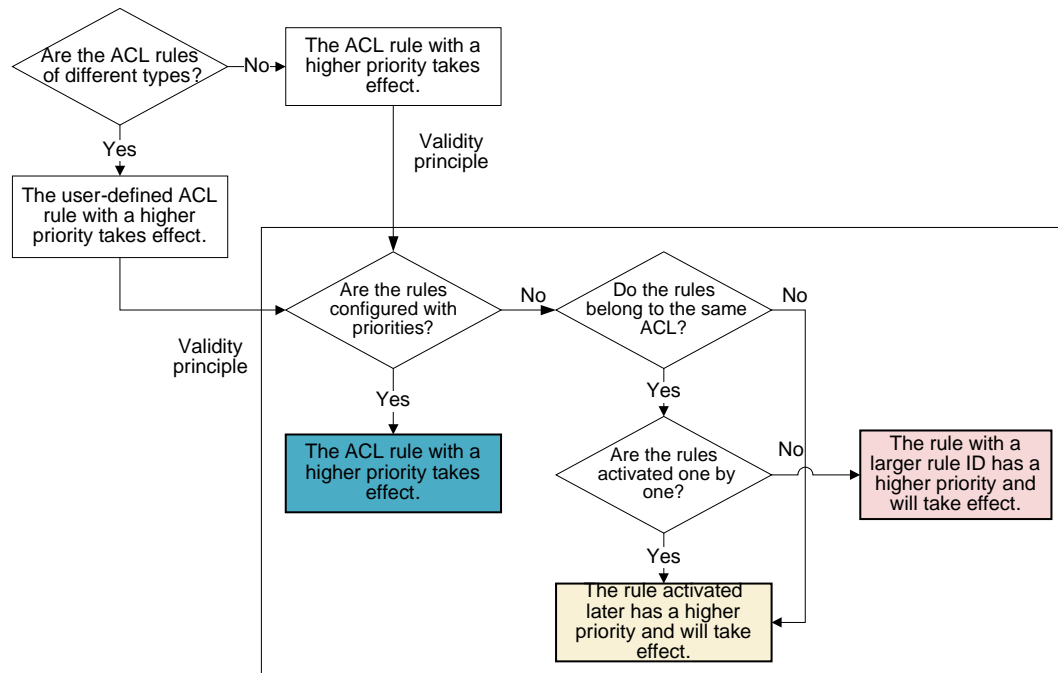 Are the ACL rules
of different types?
No
The ACL rule with a
higher priority takes
effect.
Yes
Validity
principle
The user-defined ACL
rule with a higher
priority takes effect.
Are the rules
configured with
priorities?
No
Do the rules
belong to the same
ACL?
No
Validity
principle
Yes
Yes
The ACL rule with a
higher priority takes
effect.
Are the rules
activated one by
one?
No
The rule with a
larger rule ID has a
higher priority and
will take effect.
Yes
The rule activated
later has a higher
priority and will take
effect.